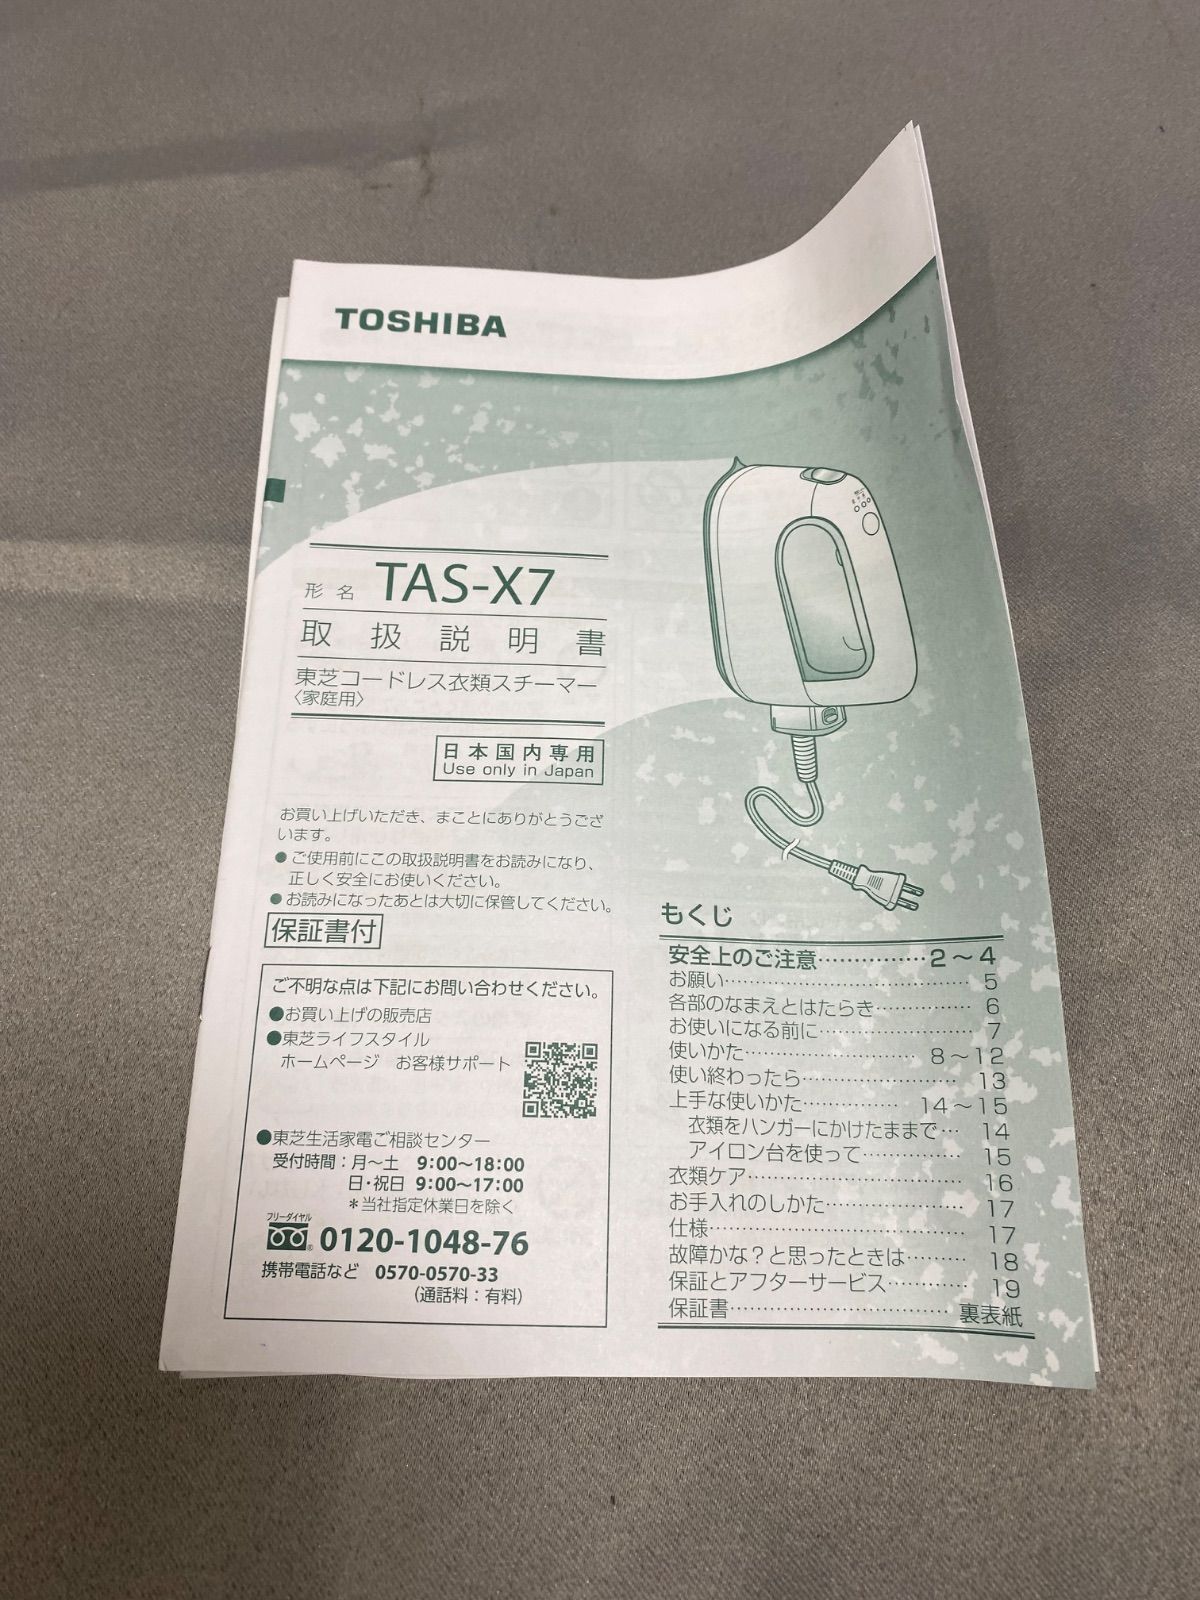 TOSHIBA
形名 TAS-X7
取扱説明書
東芝コードレス衣類スチーマー
〈家庭用〉
日本国内専用
Use only in Japan
お買い上げいただき、まことにありがとうござ
います。
●ご使用前にこの取扱説明書をお読みになり、
正しく安全にお使いください。
●お読みになったあとは大切に保管してください。
保証書付
ご不明な点は下記にお問い合わせください。
●お買い上げの販売店
●東芝ライフスタイル
ホームページ お客様サポート
●東芝生活家電ご相談センター
受付時間：月～土 9:00～18:00
日・祝日 9:00～17:00
＊当社指定休業日を除く
フリーダイヤル
0120-1048-76
携帯電話など 0570-0570-33
（通話料：有料）
もくじ
安全上のご注意……………2～4
お願い…………………………………5
各部のなまえとはたらき……………6
お使いになる前に……………………7
使いかた………………………8～12
使い終わったら……………………13
上手な使いかた……………14～15
衣類をハンガーにかけたままで…14
アイロン台を使って……………15
衣類ケア……………………………16
お手入れのしかた…………………17
仕様…………………………………17
故障かな？と思ったときは………18
保証とアフターサービス…………19
保証書……………………………裏表紙